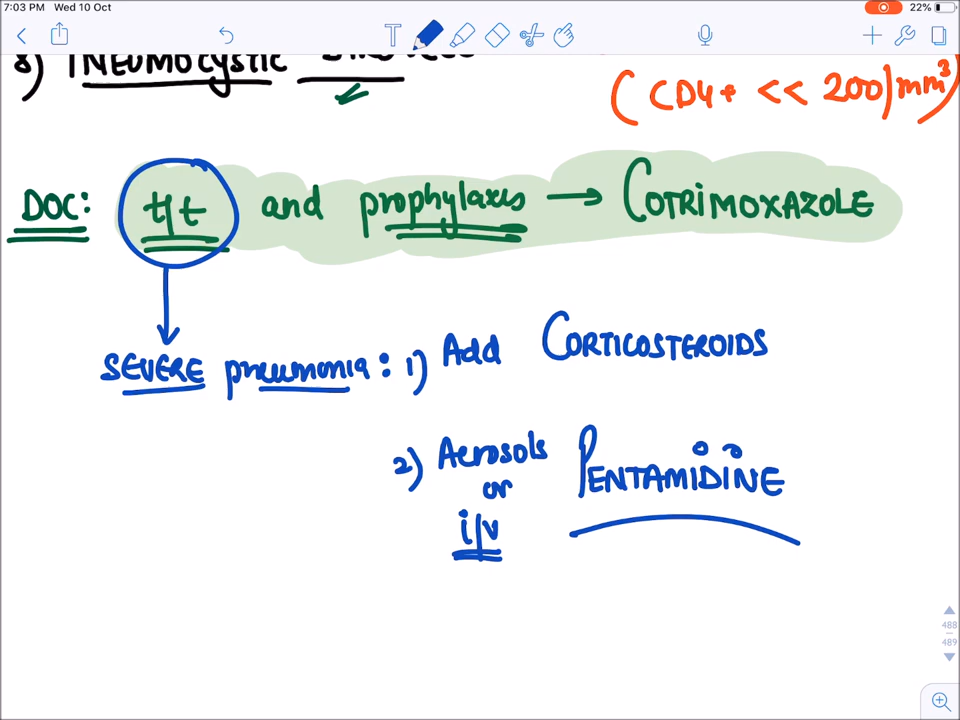 7:03 PM Wed 10 Oct
22%
8) PNEUMOCYSTIC
(CD4+ << 200/mm³)
DOC: t/t and prophylaxes → COTRIMOXAZOLE
SEVERE pneumonia: 1) Add CORTICOSTEROIDS
2) Aerosols or i/v PENTAMIDINE
488
489